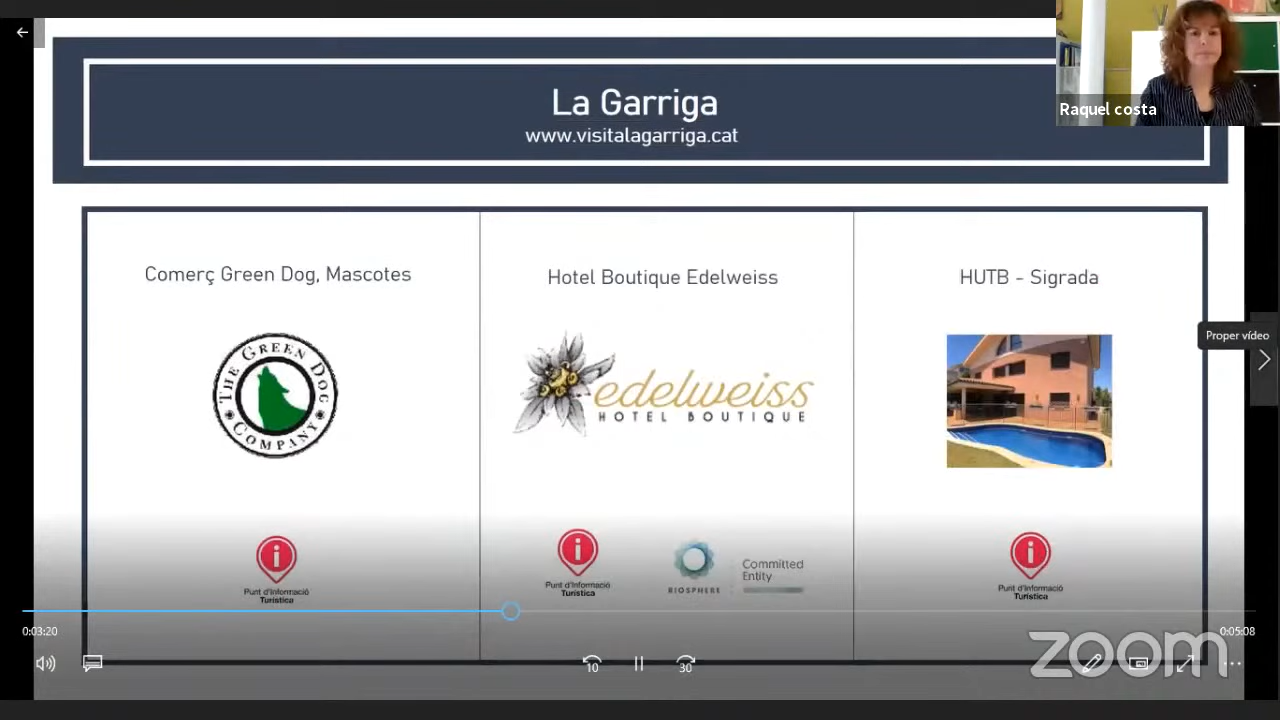 La Garriga
www.visitalagarriga.cat
Raquel costa
Comerç Green Dog, Mascotes
Hotel Boutique Edelweiss
HUTB - Sigrada
THE GREEN DOG
COMPANY
edelweiss
HOTEL BOUTIQUE
Proper vídeo
i
Punt d'Informació
Turística
i
Punt d'Informació
Turística
BIOSPHERE
Committed
Entity
i
Punt d'Informació
Turística
0:03:20
0:05:08
10
30
zoom